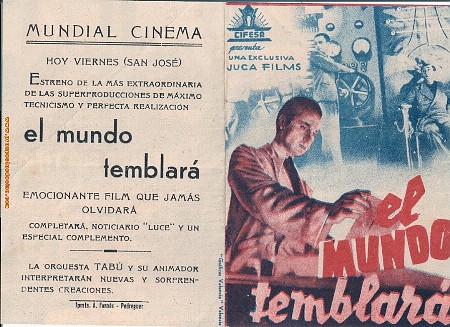 MUNDIAL CINEMA
HOY VIERNES (SAN JOSÉ)
ESTRENO DE LA MÁS EXTRAORDINARIA
DE LAS SUPERPRODUCCIONES DE MÁXIMO
TECNICISMO Y PERFECTA REALIZACIÓN
el mundo
temblará
EMOCIONANTE FILM QUE JAMÁS
OLVIDARÁ
COMPLETARÁ, NOTICIARIO "LUCE" Y UN
ESPECIAL COMPLEMENTO.
LA ORQUESTA TABÚ Y SU ANIMADOR
INTERPRETARÁN NUEVAS Y SORPREN-
DENTES CREACIONES.
CIFESA
presenta
UNA EXCLUSIVA
JUCA FILMS
el
MUNDO
temblará